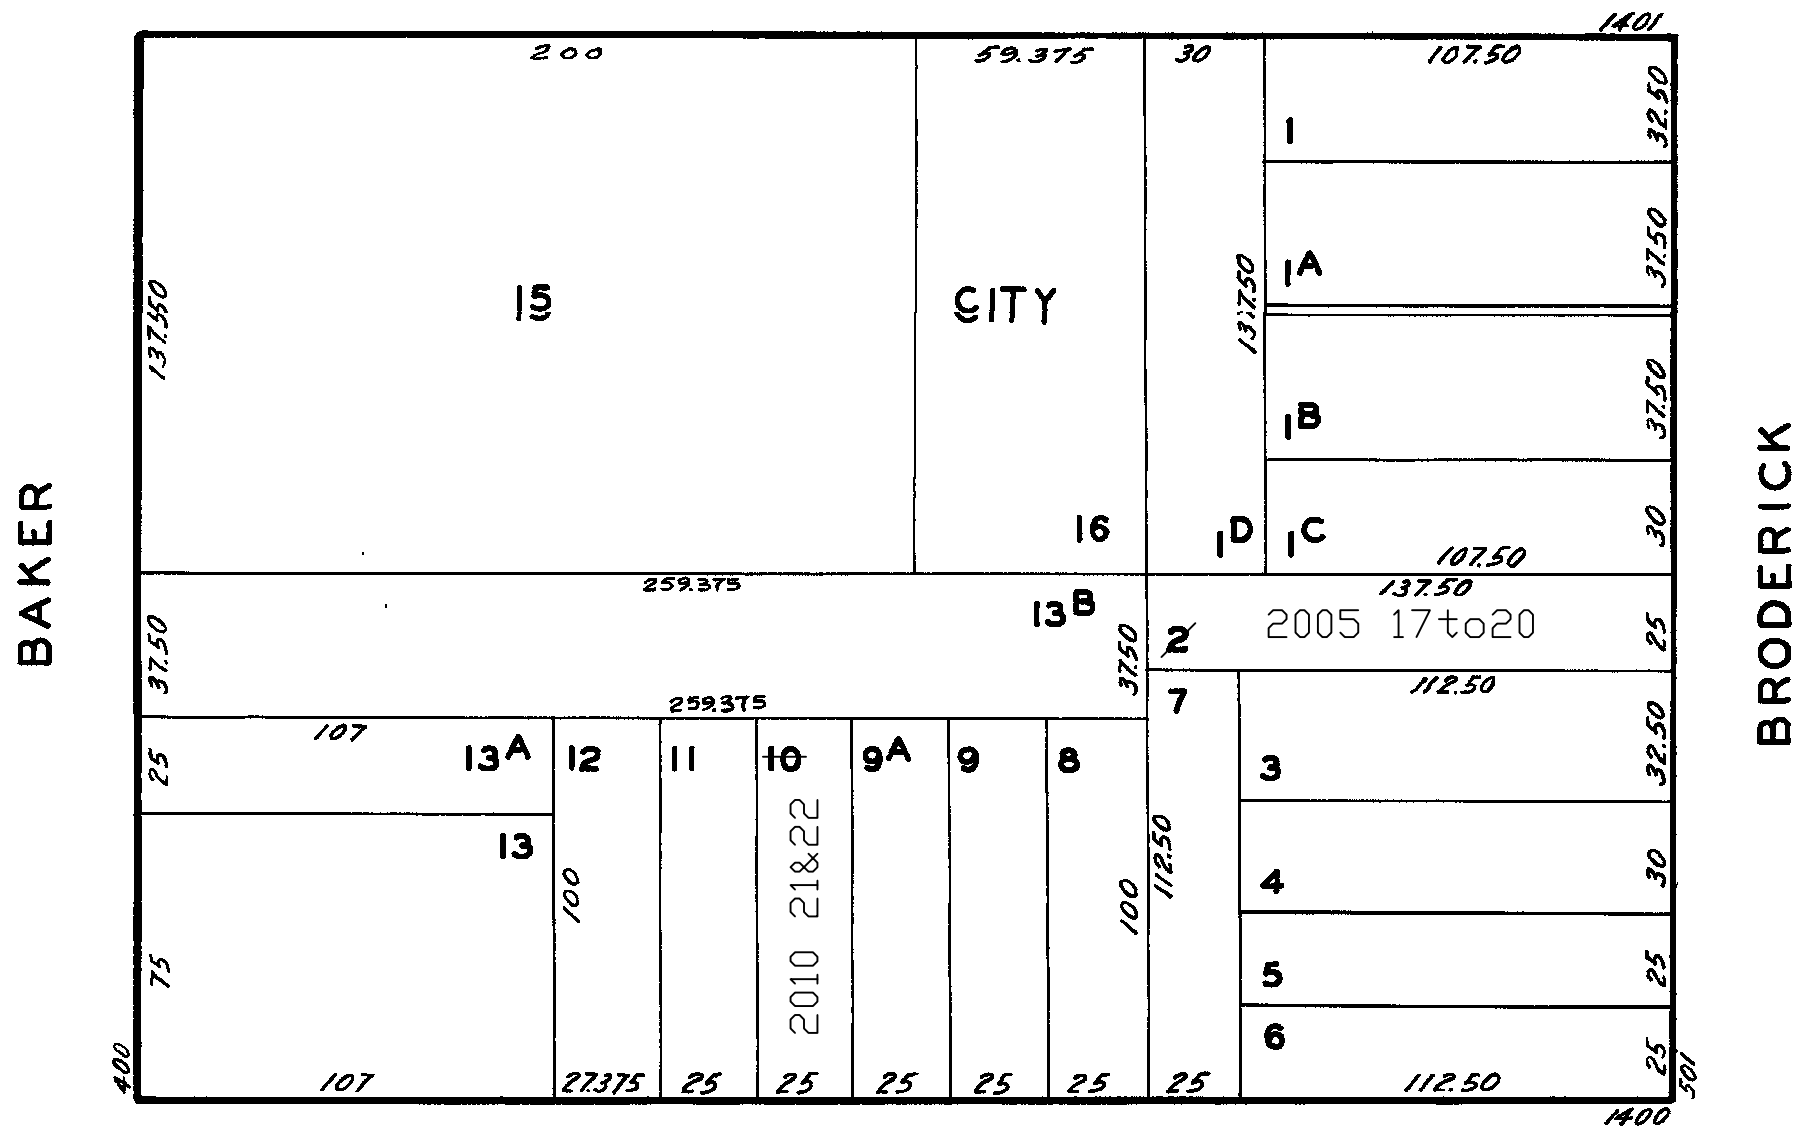 1401
200 59.375 30 107.50
32.50
1
37.50
1A
137.50 15 CITY 137.50
37.50
1B
BAKER
BRODERICK
16 1D 1C 30
107.50
259.375 137.50
13B 2 2005 17to20 25
37.50 37.50
259.375 7 112.50
107 32.50
25 13A 12 11 10 9A 9 8 3
13
100 2010 21&22 100 112.50 4 30
75 5 25
6
400 25 501
107 27.375 25 25 25 25 25 25 112.50
1400